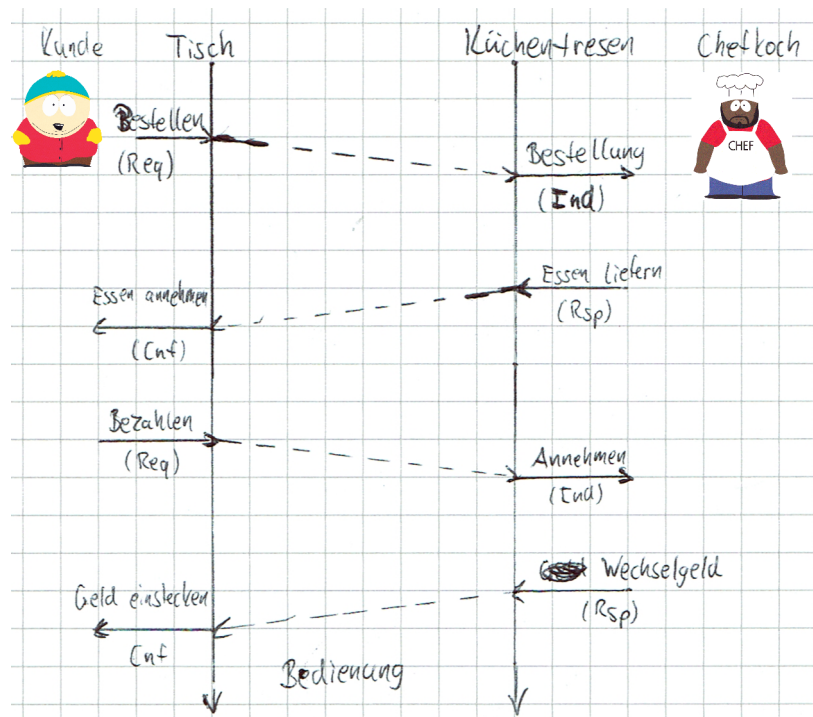 Kunde Tisch Küchentresen Chefkoch
Bestellen
(Req)
Bestellung
(Ind)
CHEF
Essen liefern
(Rsp)
Essen annehmen
(Cnf)
Bezahlen
(Req)
Annehmen
(Ind)
Wechselgeld
(Rsp)
Geld einstecken
Cnf
Bedienung